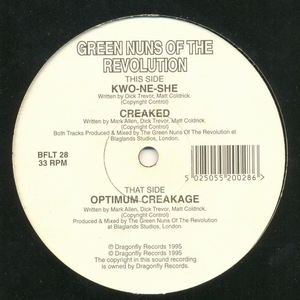 GREEN NUNS OF THE
REVOLUTION
THIS SIDE
KWO-NE-SHE
Written by Dick Trevor, Matt Coldrick.
(Copyright Control)
CREAKED
Written by Mark Allen, Dick Trevor, Matt Coldrick.
(Copyright Control)
Both Tracks Produced & Mixed by The Green Nuns Of The Revolution at
Blaglands Studios, London.
BFLT 28
33 RPM
5 025055 200286
THAT SIDE
OPTIMUM CREAKAGE
Written by Mark Allen, Dick Trevor, Matt Coldrick.
(Copyright Control)
Produced & Mixed by The Green Nuns Of The Revolution
at Blaglands Studios, London.
℗ Dragonfly Records 1995
© Dragonfly Records 1995
The copyright in this sound recording
is owned by Dragonfly Records.